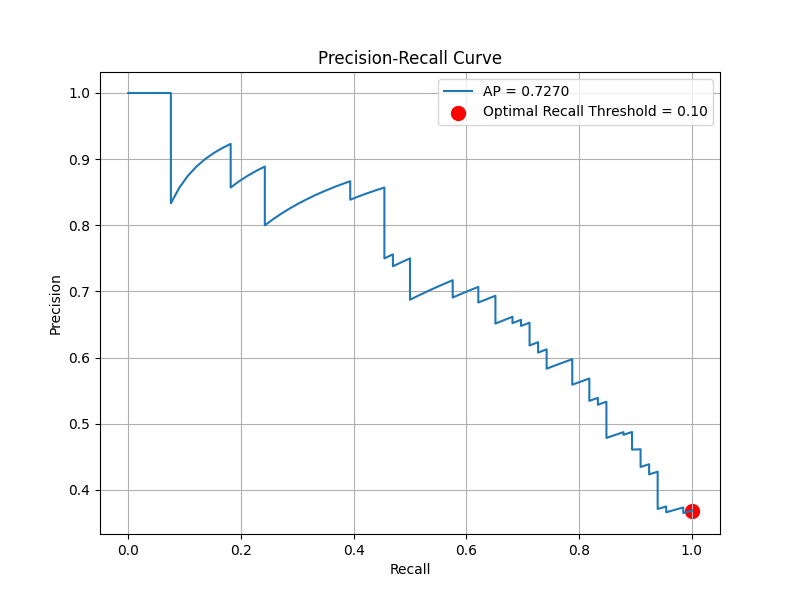 Precision-Recall Curve
AP = 0.7270
Optimal Recall Threshold = 0.10
Precision
1.0
0.9
0.8
0.7
0.6
0.5
0.4
0.0 0.2 0.4 0.6 0.8 1.0
Recall